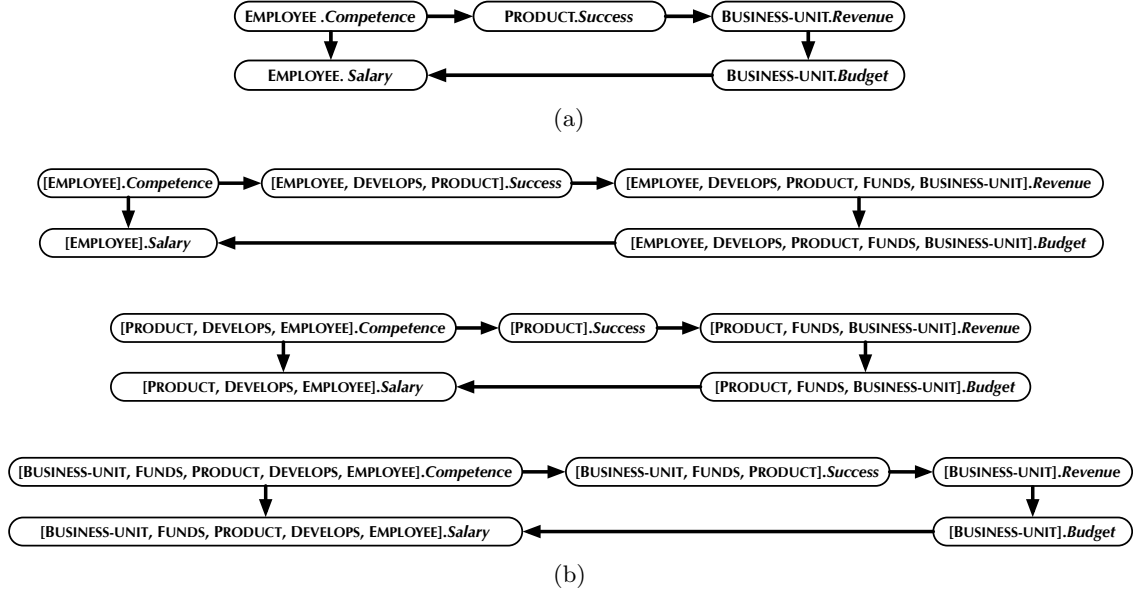 EMPLOYEE .Competence
PRODUCT.Success
BUSINESS-UNIT.Revenue
EMPLOYEE. Salary
BUSINESS-UNIT.Budget
(a)
[EMPLOYEE].Competence
[EMPLOYEE, DEVELOPS, PRODUCT].Success
[EMPLOYEE, DEVELOPS, PRODUCT, FUNDS, BUSINESS-UNIT].Revenue
[EMPLOYEE].Salary
[EMPLOYEE, DEVELOPS, PRODUCT, FUNDS, BUSINESS-UNIT].Budget
[PRODUCT, DEVELOPS, EMPLOYEE].Competence
[PRODUCT].Success
[PRODUCT, FUNDS, BUSINESS-UNIT].Revenue
[PRODUCT, DEVELOPS, EMPLOYEE].Salary
[PRODUCT, FUNDS, BUSINESS-UNIT].Budget
[BUSINESS-UNIT, FUNDS, PRODUCT, DEVELOPS, EMPLOYEE].Competence
[BUSINESS-UNIT, FUNDS, PRODUCT].Success
[BUSINESS-UNIT].Revenue
[BUSINESS-UNIT, FUNDS, PRODUCT, DEVELOPS, EMPLOYEE].Salary
[BUSINESS-UNIT].Budget
(b)